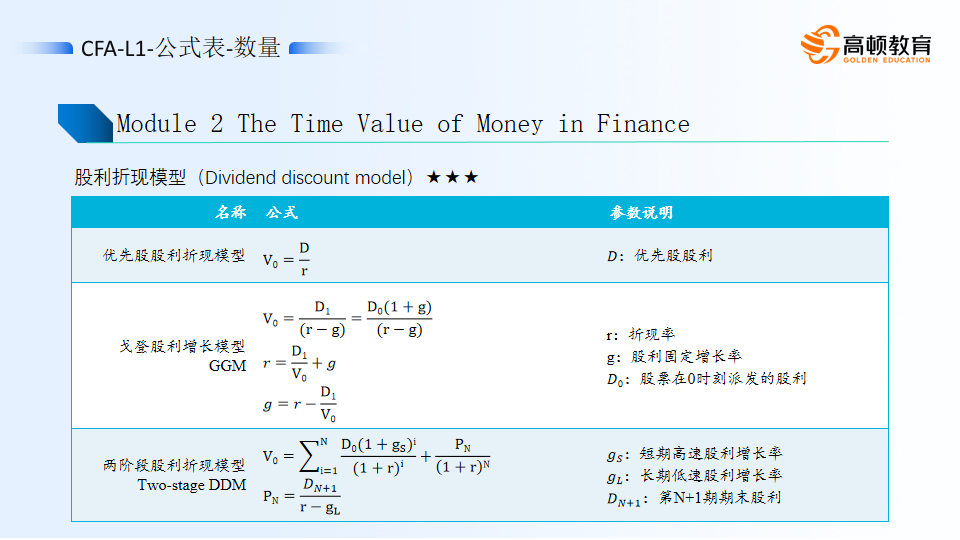 CFA-L1-公式表-数量
高顿教育
GOLDEN EDUCATION
Module 2 The Time Value of Money in Finance
股利折现模型（Dividend discount model）★★★
名称 公式 参数说明
优先股股利折现模型 V₀ = D/r D：优先股股利
戈登股利增长模型
GGM
V₀ = D₁/(r − g) = D₀(1 + g)/(r − g)
r = D₁/V₀ + g
g = r − D₁/V₀
r：折现率
g：股利固定增长率
D₀：股票在0时刻派发的股利
两阶段股利折现模型
Two-stage DDM
V₀ = ∑ᵢ₌₁ᴺ D₀(1 + gₛ)ⁱ/(1 + r)ⁱ + P_N/(1 + r)ᴺ
P_N = D_{N+1}/(r − g_L)
g_S：短期高速股利增长率
g_L：长期低速股利增长率
D_{N+1}：第N+1期期末股利